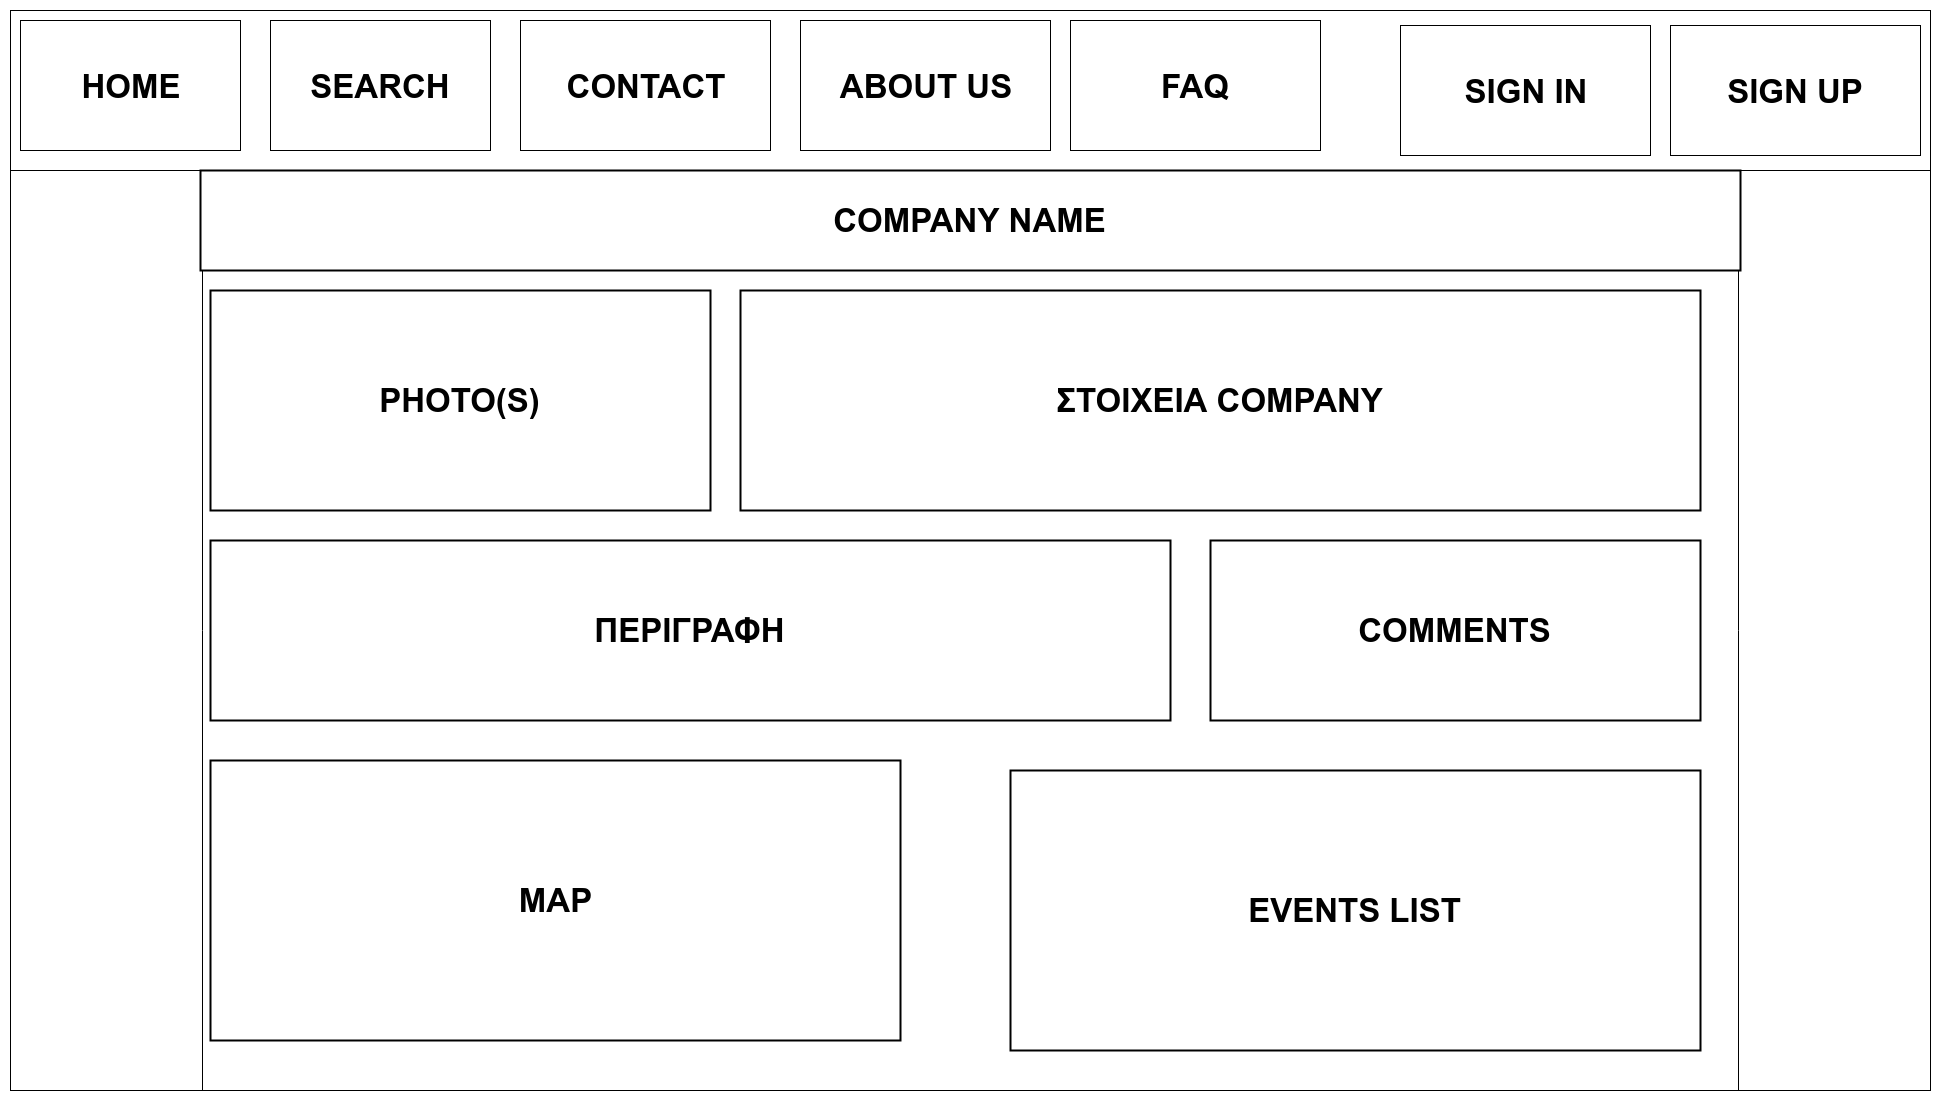 HOME
SEARCH
CONTACT
ABOUT US
FAQ
SIGN IN
SIGN UP
COMPANY NAME
PHOTO(S)
ΣΤΟΙΧΕΙΑ COMPANY
ΠΕΡΙΓΡΑΦΗ
COMMENTS
MAP
EVENTS LIST